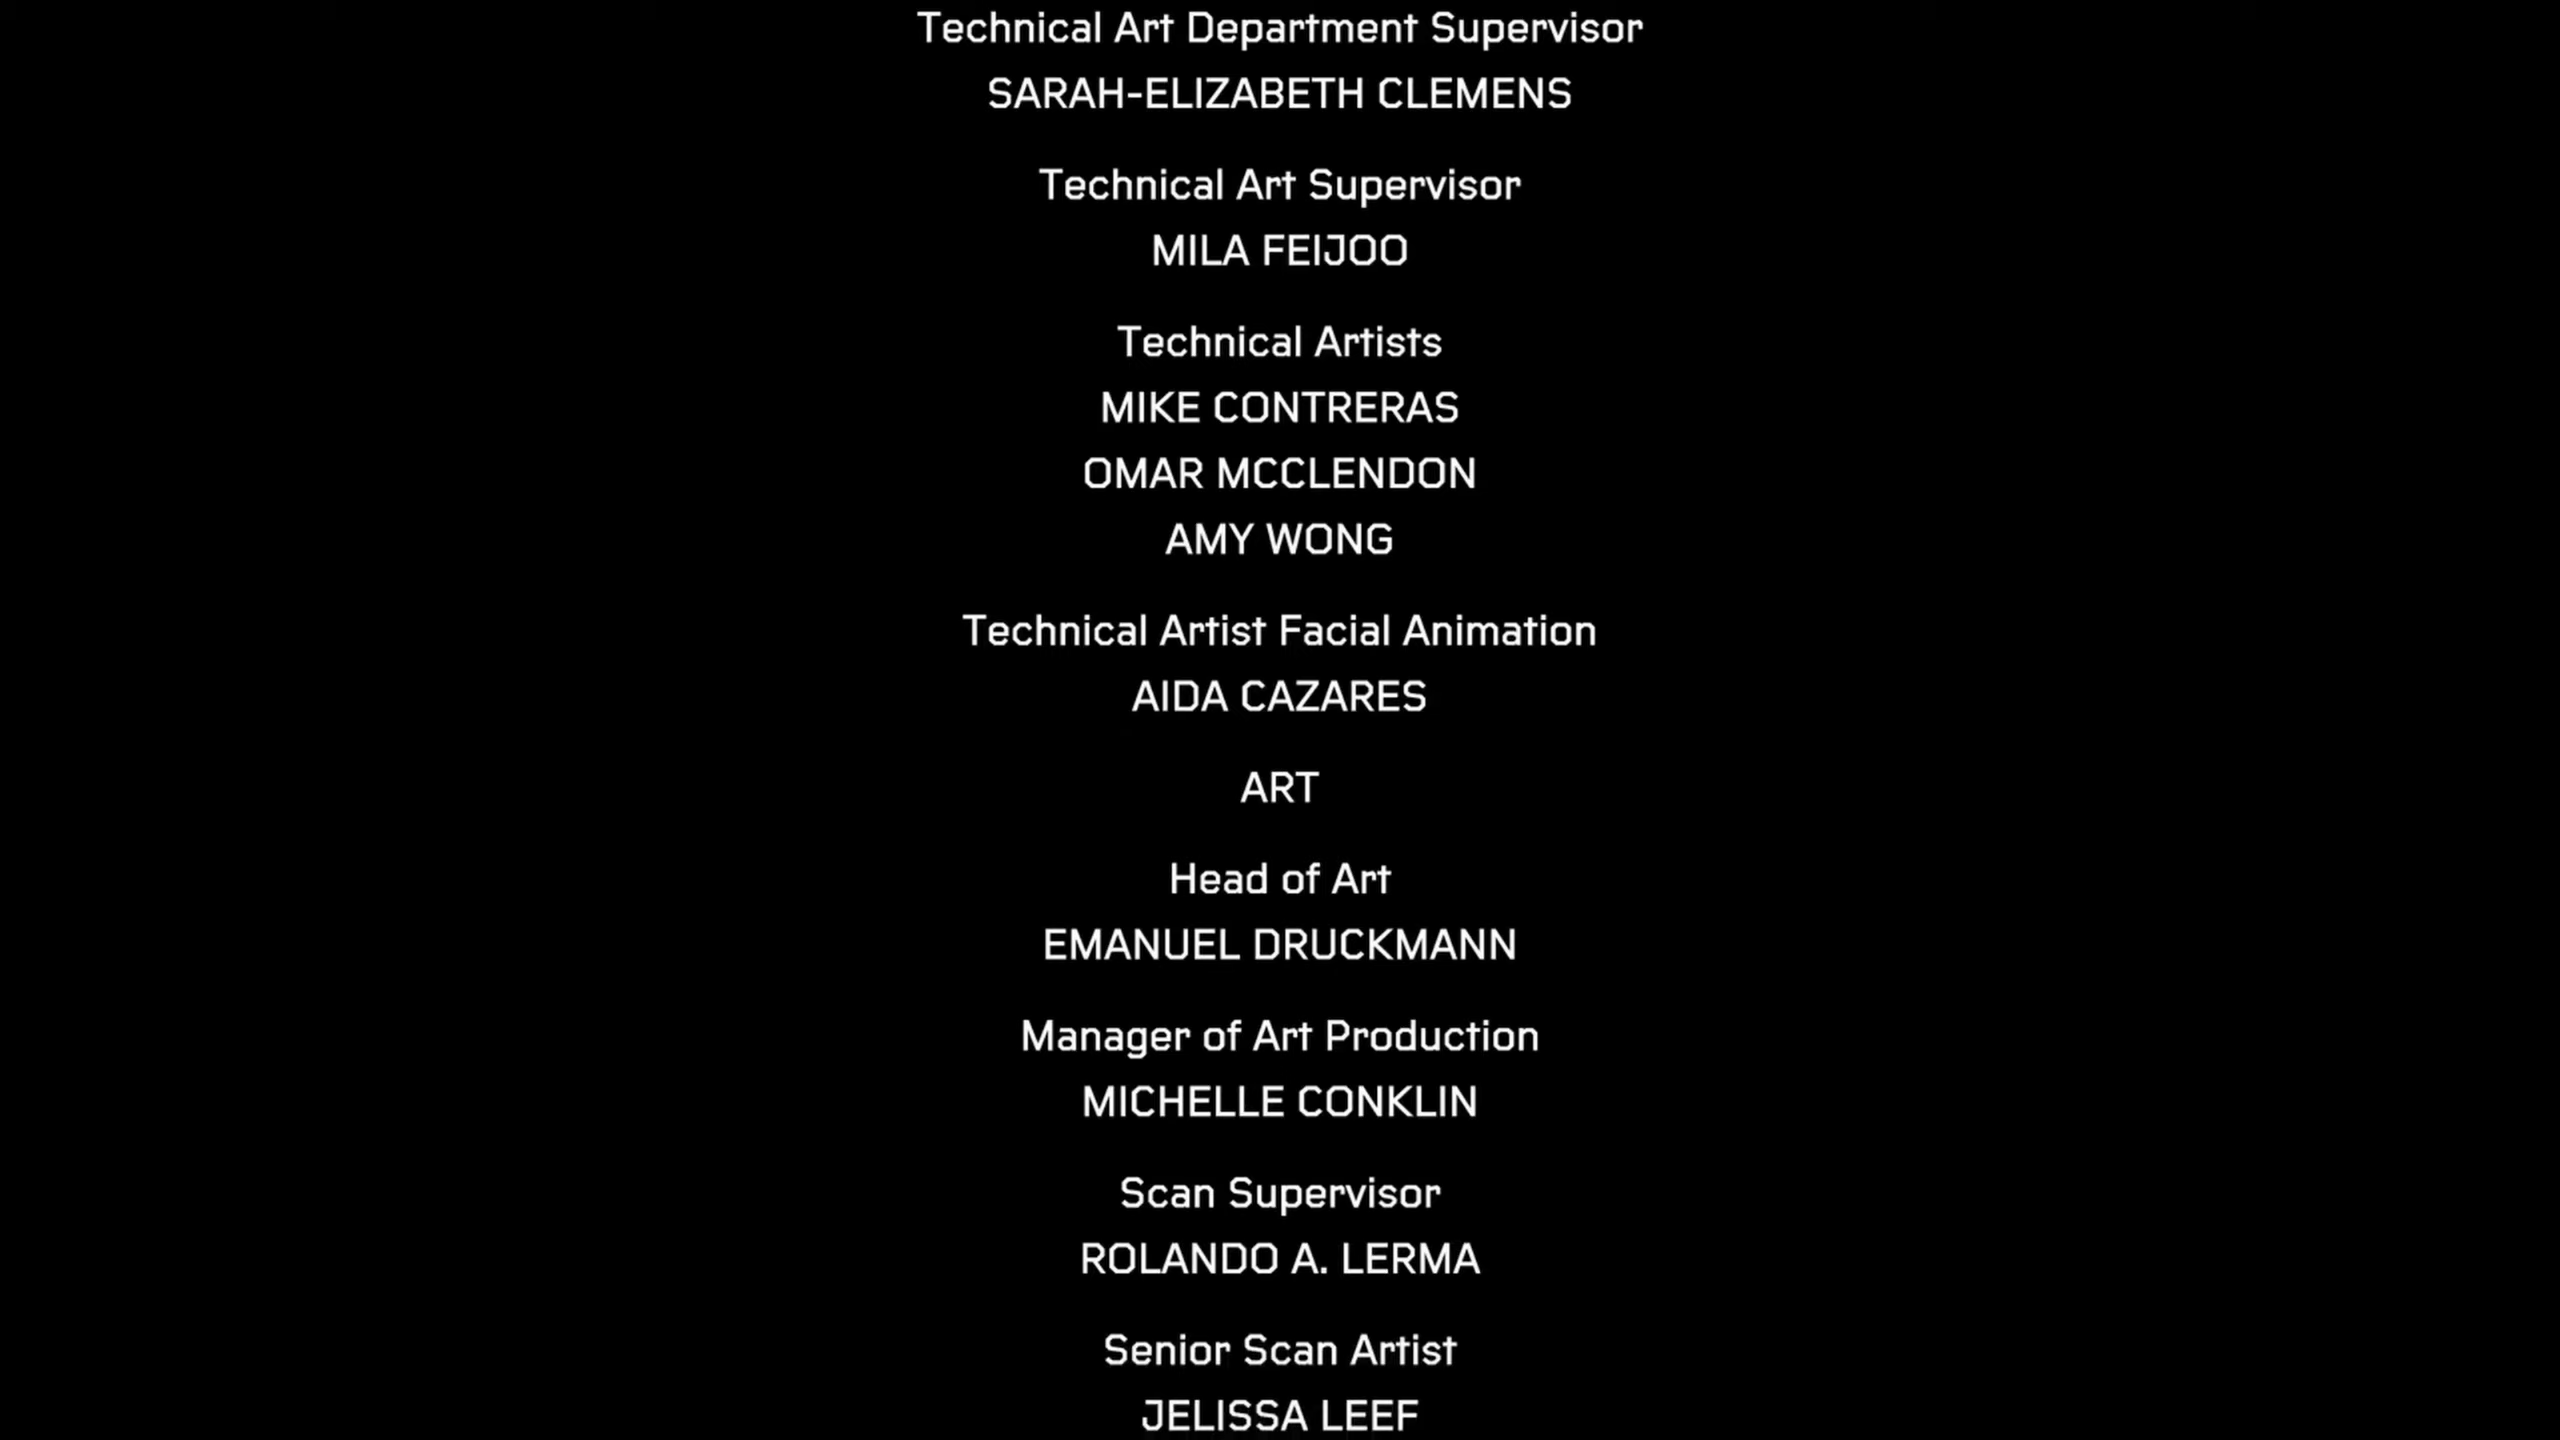 Technical Art Department Supervisor
SARAH-ELIZABETH CLEMENS
Technical Art Supervisor
MILA FEIJOO
Technical Artists
MIKE CONTRERAS
OMAR MCCLENDON
AMY WONG
Technical Artist Facial Animation
AIDA CAZARES
ART
Head of Art
EMANUEL DRUCKMANN
Manager of Art Production
MICHELLE CONKLIN
Scan Supervisor
ROLANDO A. LERMA
Senior Scan Artist
JELISSA LEEF